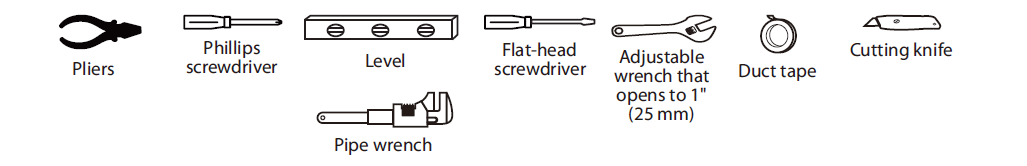 Pliers
Phillips
screwdriver
Level
Flat-head
screwdriver
Adjustable
wrench that
opens to 1"
(25 mm)
Duct tape
Cutting knife
Pipe wrench